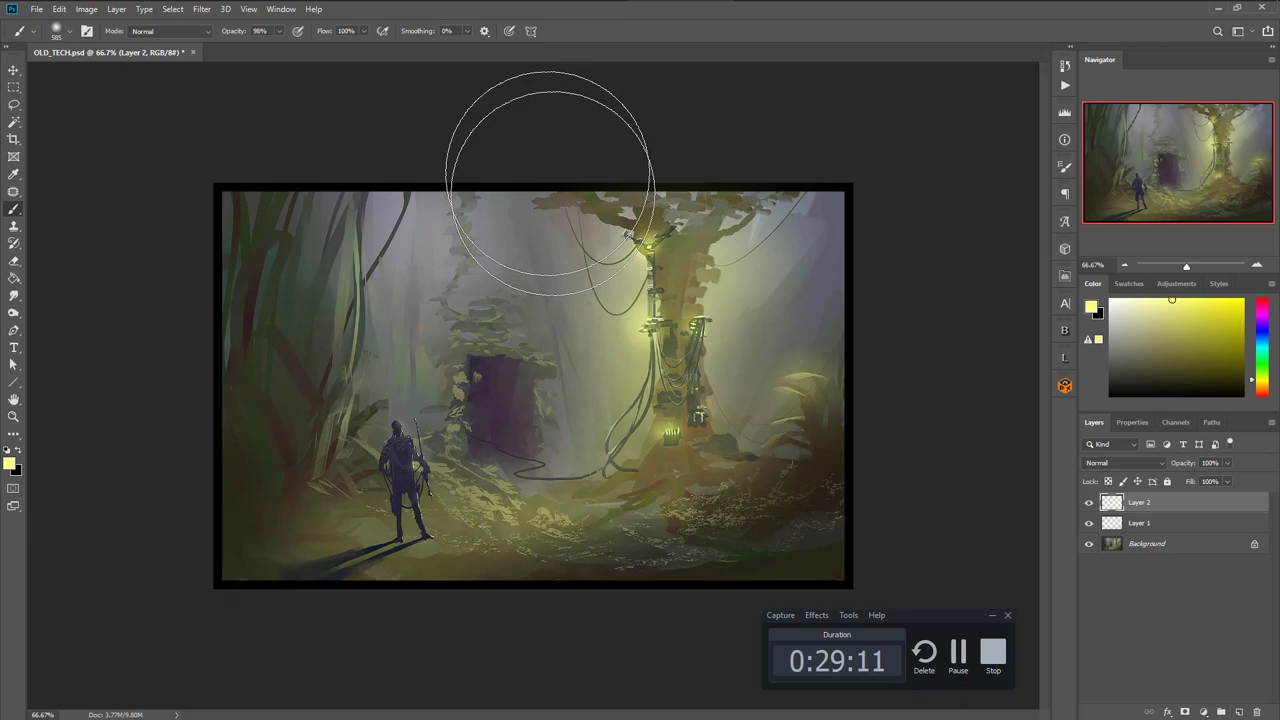 Ps File Edit Image Layer Type Select Filter 3D View Window Help
585 Mode: Normal Opacity: 98% Flow: 100% Smoothing: 0%
OLD_TECH.psd @ 66.7% (Layer 2, RGB/8#) * ×
Navigator
66.67%
Color Swatches Adjustments Styles
Layers Properties Channels Paths
Kind
Normal Opacity: 100%
Lock: Fill: 100%
Layer 2
Layer 1
Background
A
B
L
Capture Effects Tools Help
Duration
0:29:11
Delete Pause Stop
66.67% Doc: 3.77M/9.80M